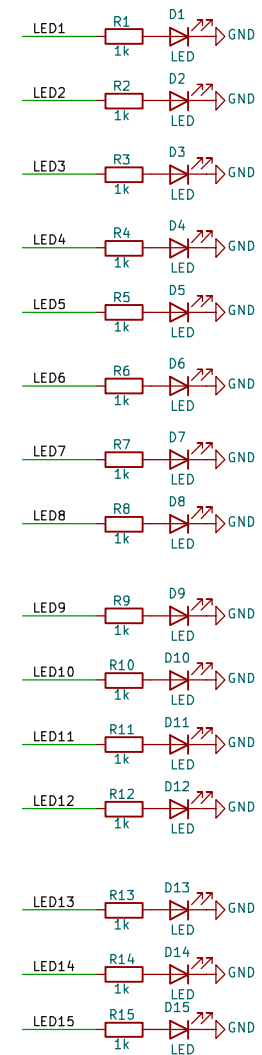 LED1 R1 1k D1 LED GND
LED2 R2 1k D2 LED GND
LED3 R3 1k D3 LED GND
LED4 R4 1k D4 LED GND
LED5 R5 1k D5 LED GND
LED6 R6 1k D6 LED GND
LED7 R7 1k D7 LED GND
LED8 R8 1k D8 LED GND
LED9 R9 1k D9 LED GND
LED10 R10 1k D10 LED GND
LED11 R11 1k D11 LED GND
LED12 R12 1k D12 LED GND
LED13 R13 1k D13 LED GND
LED14 R14 1k D14 LED GND
LED15 R15 1k D15 LED GND